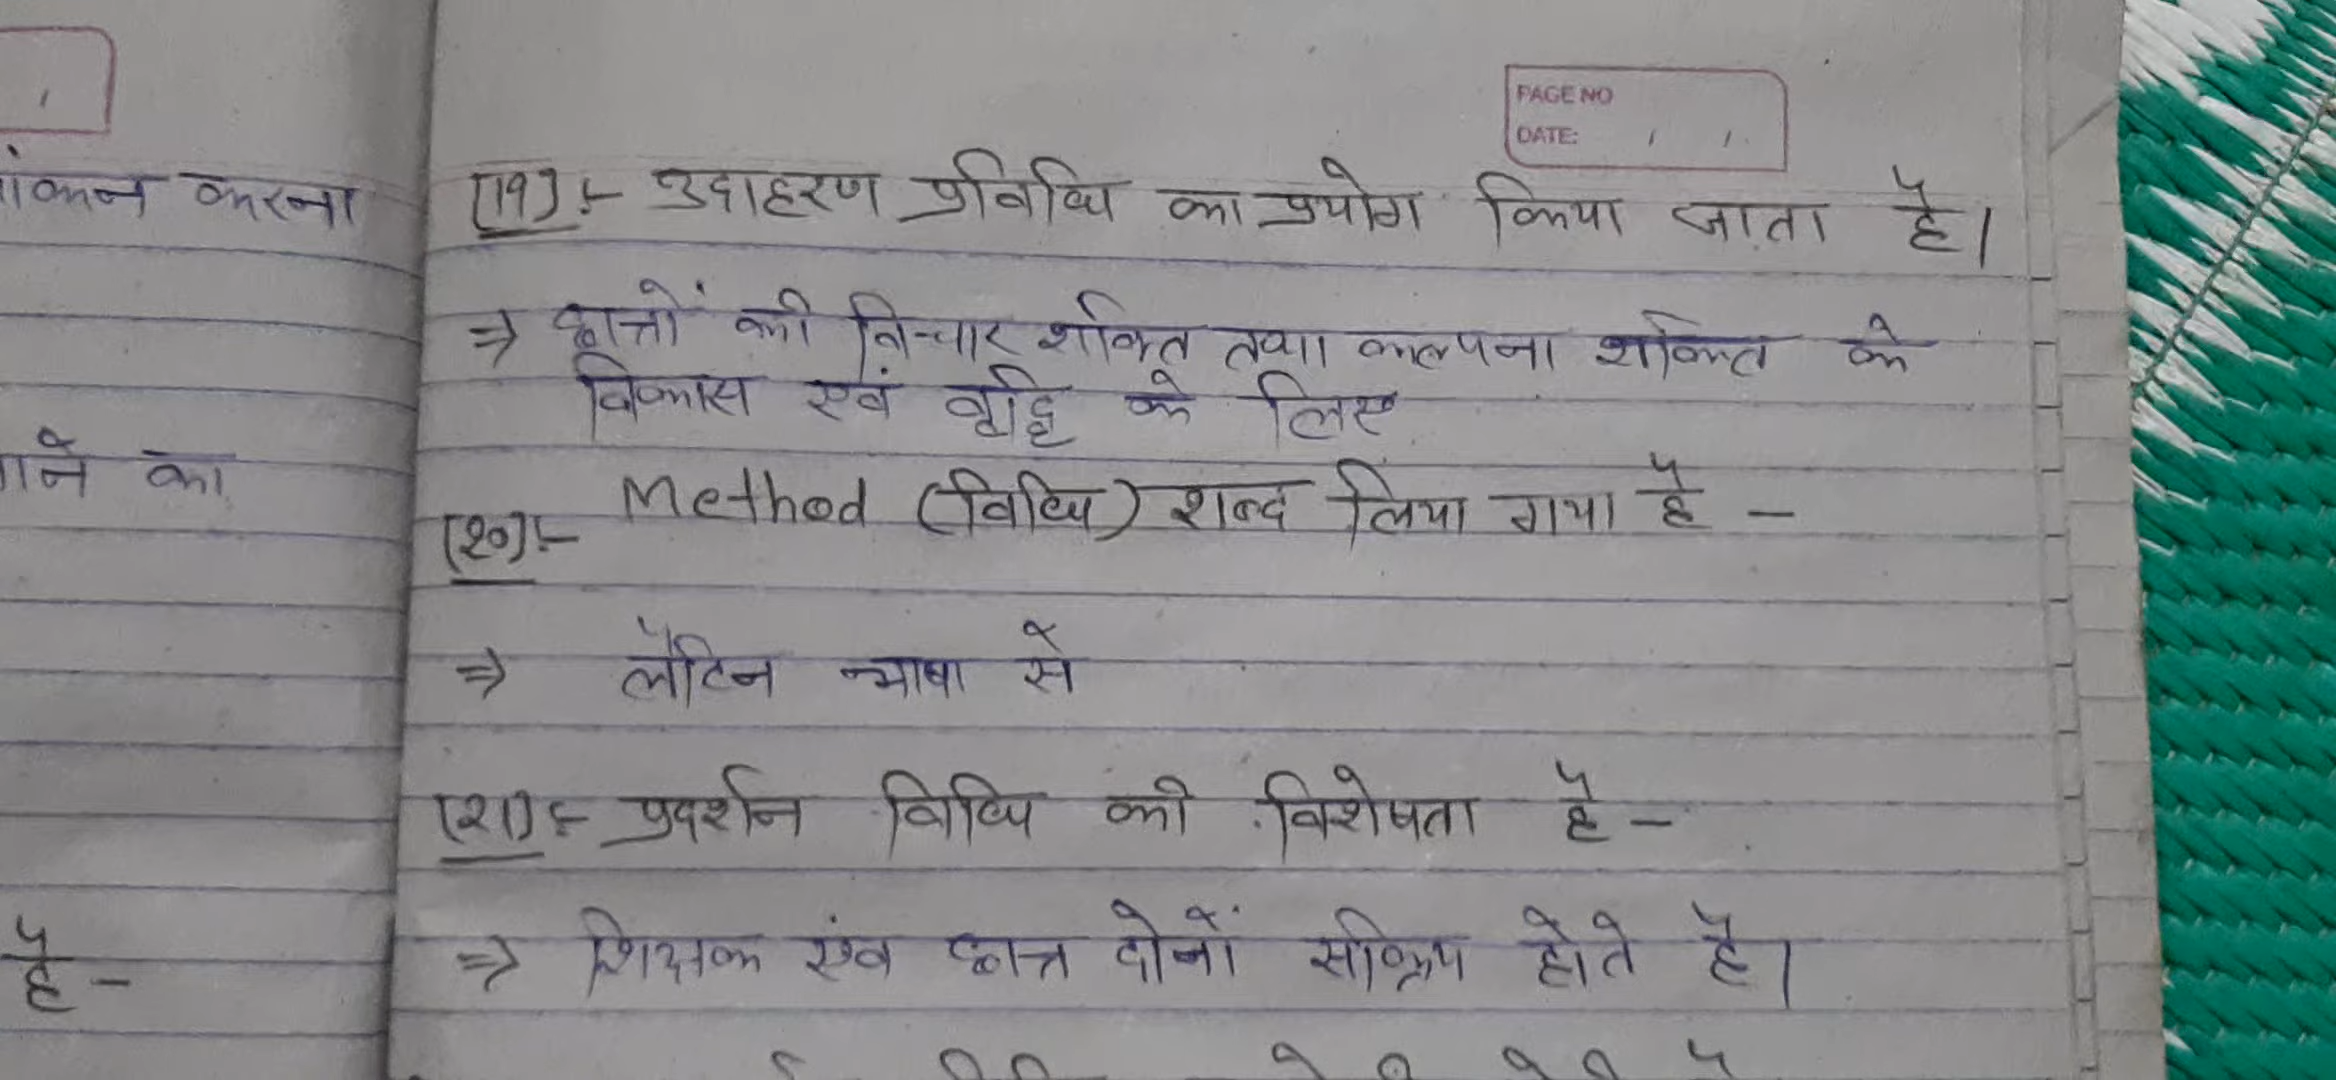 PAGE NO
DATE: / /
ांकन करना
ाने का
है -
[19]:- उदाहरण प्रविधि का प्रयोग किया जाता है।
⇒ छात्रों की विचार शक्ति तथा कल्पना शक्ति के
विकास एवं वृद्धि के लिए
[20]:- Method (विधि) शब्द लिया गया है -
⇒ लैटिन भाषा से
[21]:- प्रदर्शन विधि की विशेषता है -
⇒ शिक्षक एंव छात्र दोनों सक्रिय होते है।